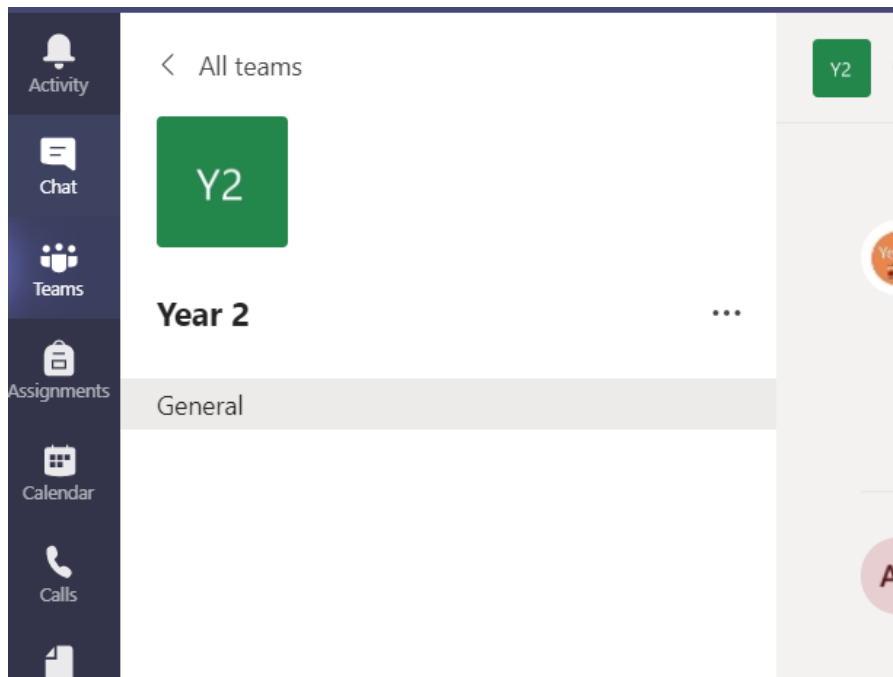 Activity
Chat
Teams
Assignments
Calendar
Calls
All teams
Y2
Year 2
General
Y2